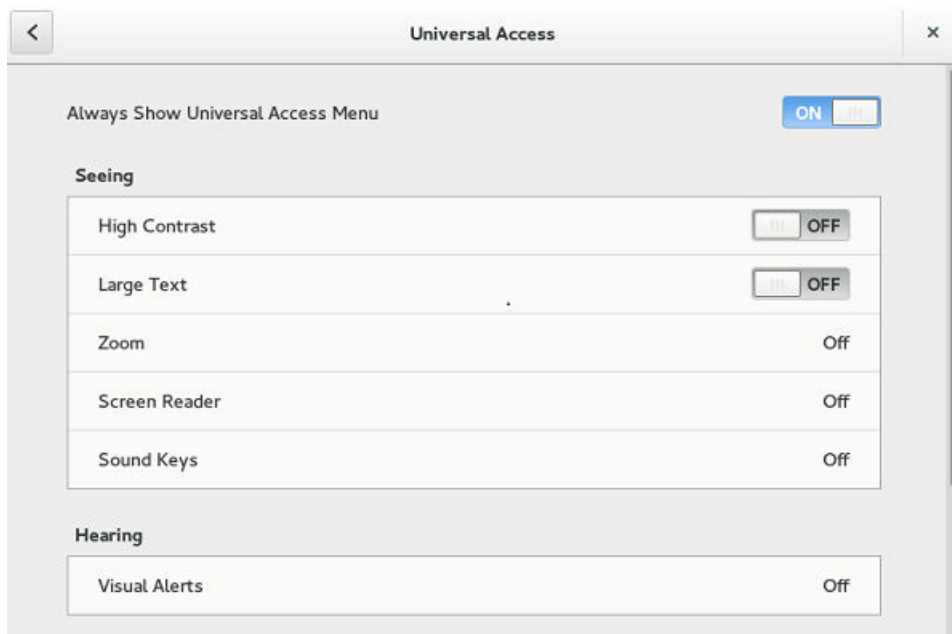 Universal Access
Always Show Universal Access Menu ON
Seeing
High Contrast OFF
Large Text OFF
Zoom Off
Screen Reader Off
Sound Keys Off
Hearing
Visual Alerts Off